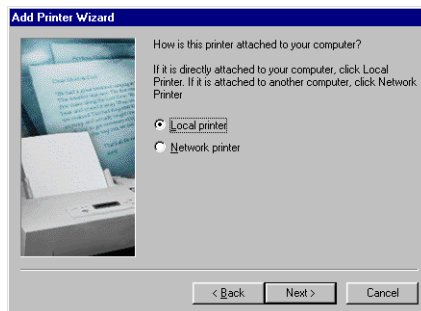 Add Printer Wizard
How is this printer attached to your computer?
If it is directly attached to your computer, click Local
Printer. If it is attached to another computer, click Network
Printer
Local printer
Network printer
< Back
Next >
Cancel